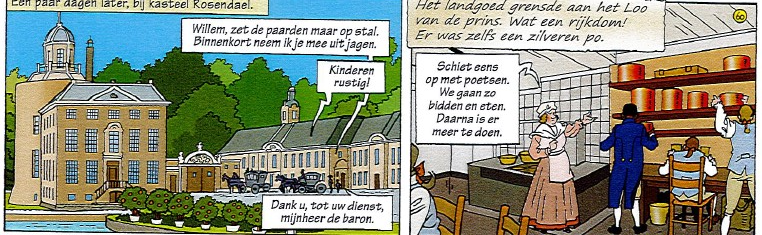 Een paar dagen later, bij kasteel Rosendael.
Willem, zet de paarden maar op stal.
Binnenkort neem ik je mee uit jagen.
Kinderen
rustig!
Dank u, tot uw dienst,
mijnheer de baron.
Het landgoed grensde aan het Loo
van de prins. Wat een rijkdom!
Er was zelfs een zilveren po.
60
Schiet eens
op met poetsen.
We gaan zo
bidden en eten.
Daarna is er
meer te doen.